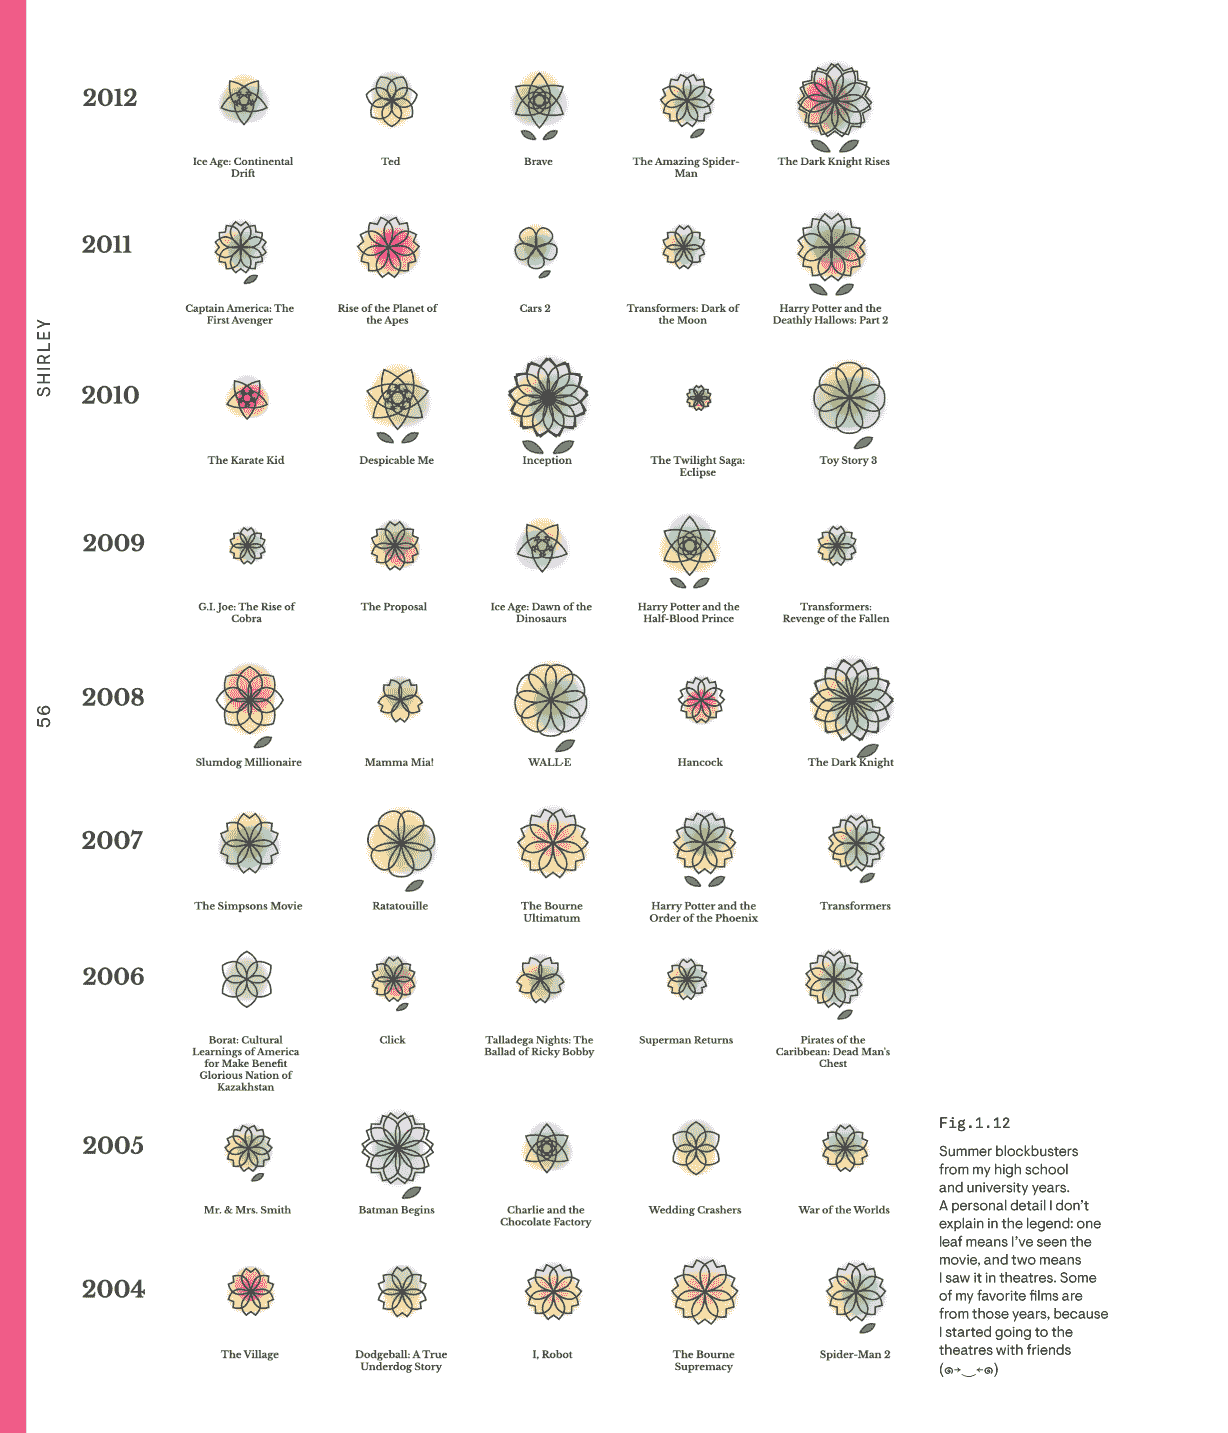 2012
Ice Age: Continental
Drift
Ted
Brave
The Amazing Spider-
Man
The Dark Knight Rises
2011
Captain America: The
First Avenger
Rise of the Planet of
the Apes
Cars 2
Transformers: Dark of
the Moon
Harry Potter and the
Deathly Hallows: Part 2
SHIRLEY
2010
The Karate Kid
Despicable Me
Inception
The Twilight Saga:
Eclipse
Toy Story 3
2009
G.I. Joe: The Rise of
Cobra
The Proposal
Ice Age: Dawn of the
Dinosaurs
Harry Potter and the
Half-Blood Prince
Transformers:
Revenge of the Fallen
56
2008
Slumdog Millionaire
Mamma Mia!
WALL·E
Hancock
The Dark Knight
2007
The Simpsons Movie
Ratatouille
The Bourne
Ultimatum
Harry Potter and the
Order of the Phoenix
Transformers
2006
Borat: Cultural
Learnings of America
for Make Benefit
Glorious Nation of
Kazakhstan
Click
Talladega Nights: The
Ballad of Ricky Bobby
Superman Returns
Pirates of the
Caribbean: Dead Man's
Chest
2005
Mr. & Mrs. Smith
Batman Begins
Charlie and the
Chocolate Factory
Wedding Crashers
War of the Worlds
2004
The Village
Dodgeball: A True
Underdog Story
I, Robot
The Bourne
Supremacy
Spider-Man 2
Fig.1.12
Summer blockbusters
from my high school
and university years.
A personal detail I don't
explain in the legend: one
leaf means I've seen the
movie, and two means
I saw it in theatres. Some
of my favorite films are
from those years, because
I started going to the
theatres with friends
(๑→‿←๑)